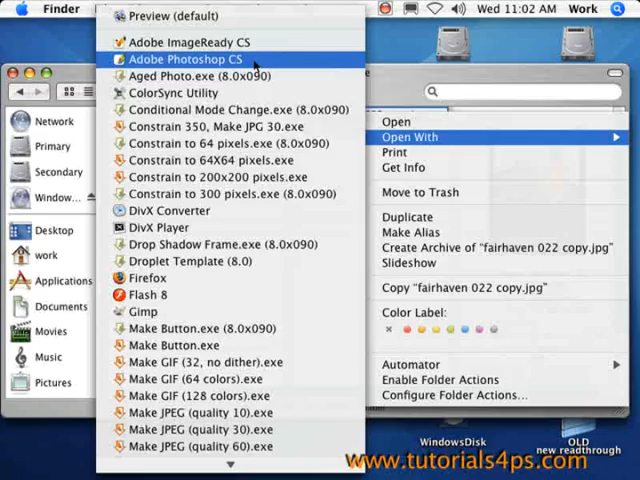 Finder
Wed 11:02 AM
Work
Preview (default)
Adobe ImageReady CS
Adobe Photoshop CS
Aged Photo.exe (8.0x090)
ColorSync Utility
Conditional Mode Change.exe (8.0x090)
Constrain 350, Make JPG 30.exe
Constrain to 64 pixels.exe (8.0x090)
Constrain to 64X64 pixels.exe
Constrain to 200x200 pixels.exe
Constrain to 300 pixels.exe (8.0x090)
DivX Converter
DivX Player
Drop Shadow Frame.exe (8.0x090)
Droplet Template (8.0)
Firefox
Flash 8
Gimp
Make Button.exe (8.0x090)
Make Button.exe
Make GIF (32, no dither).exe
Make GIF (64 colors).exe
Make GIF (128 colors).exe
Make JPEG (quality 10).exe
Make JPEG (quality 30).exe
Make JPEG (quality 60).exe
Network
Primary
Secondary
Window...
Desktop
work
Applications
Documents
Movies
Music
Pictures
Open
Open With
Print
Get Info
Move to Trash
Duplicate
Make Alias
Create Archive of “fairhaven 022 copy.jpg”
Slideshow
Copy “fairhaven 022 copy.jpg”
Color Label:
Automator
Enable Folder Actions
Configure Folder Actions...
WindowsDisk
OLD
new readthrough
www.tutorials4ps.com